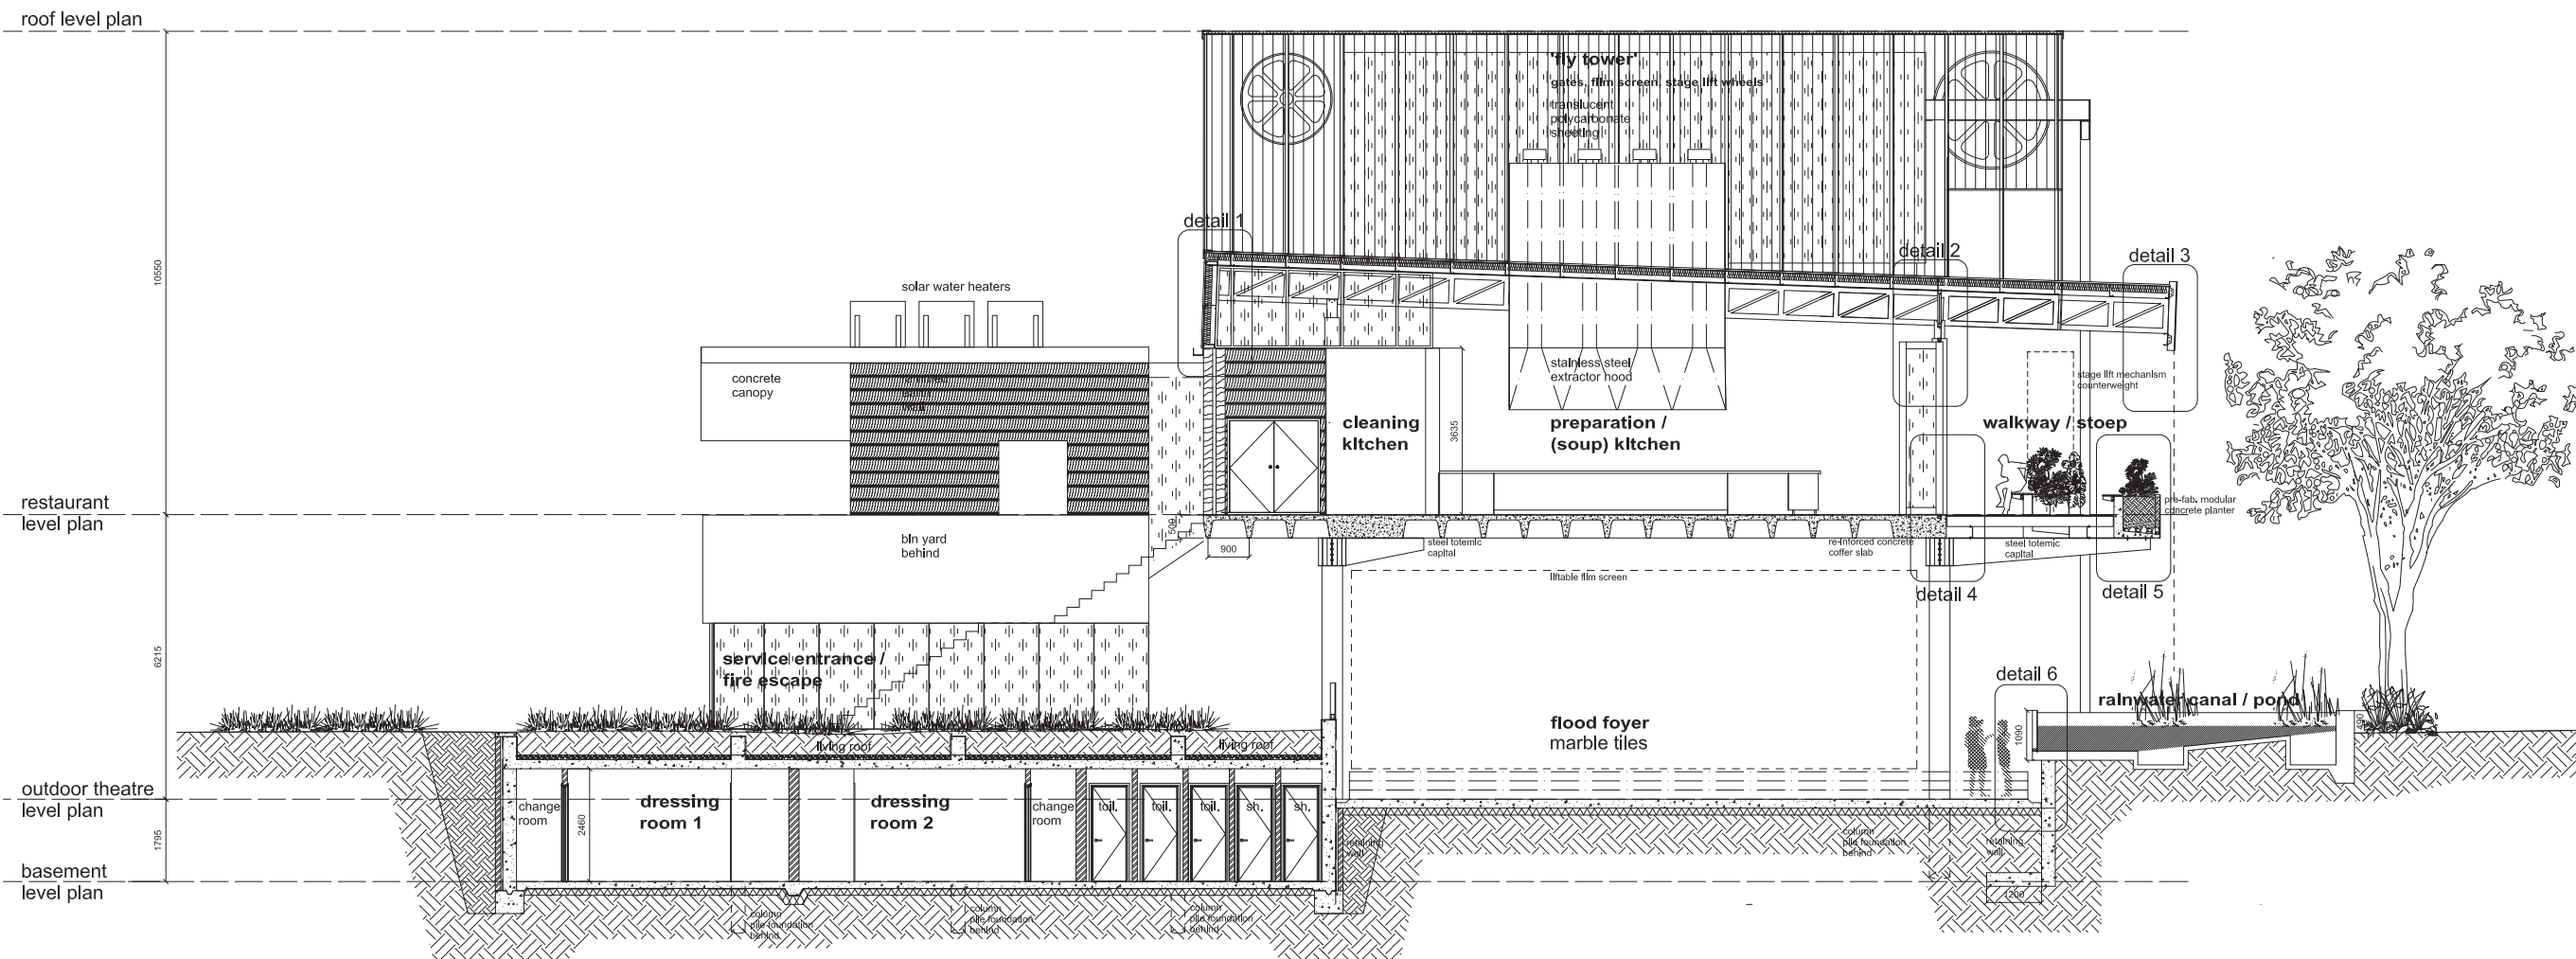 roof level plan
'fly tower'
gates, film screen, stage lift wheels
translucent
polycarbonate
sheeting
detail 1
detail 2
detail 3
10550
solar water heaters
concrete
canopy
wall
stainless steel
extractor hood
stage lift mechanism
counterweight
cleaning
kitchen
3635
preparation /
(soup) kitchen
walkway / stoep
restaurant
level plan
pre-fab. modular
concrete planter
bin yard
behind
500
900
steel totemic
capital
re-inforced concrete
coffer slab
steel totemic
capital
liftable film screen
detail 4
detail 5
6215
service entrance /
fire escape
detail 6
rainwater canal / pond
flood foyer
marble tiles
1090
living roof
living roof
outdoor theatre
level plan
change
room
2460
dressing
room 1
dressing
room 2
change
room
toil.
toil.
toil.
sh.
sh.
1795
retaining
wall
column
pile foundation
behind
retaining
wall
basement
level plan
1200
column
pile foundation
behind
column
pile foundation
behind
column
pile foundation
behind